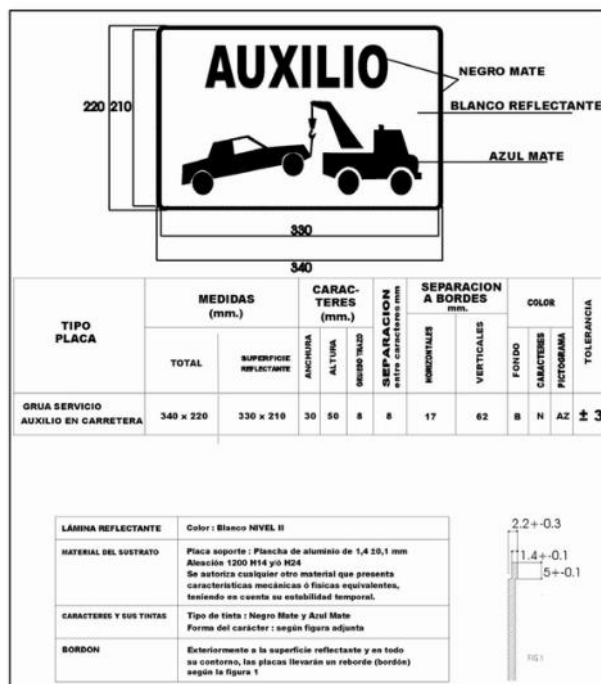 AUXILIO
NEGRO MATE
220 210
BLANCO REFLECTANTE
AZUL MATE
330
340
TIPO PLACA
MEDIDAS (mm.)
CARAC-TERES (mm.)
SEPARACION entre caracteres mm
SEPARACION A BORDES mm.
COLOR
TOLERANCIA
TOTAL
SUPERFICIE REFLECTANTE
ANCHURA
ALTURA
GRUESO TRAZO
HORIZONTALES
VERTICALES
FONDO
CARACTERES
PICTOGRAMA
GRUA SERVICIO
AUXILIO EN CARRETERA
340 x 220 330 x 210 30 50 8 8 17 62 B N AZ ± 3
LÁMINA REFLECTANTE
Color : Blanco NIVEL II
MATERIAL DEL SUSTRATO
Placa soporte : Plancha de aluminio de 1,4 ±0,1 mm
Aleación 1200 H14 y/ó H24
Se autoriza cualquier otro material que presenta
características mecánicas ó físicas equivalentes,
teniendo en cuenta su estabilidad temporal.
CARACTERES Y SUS TINTAS
Tipo de tinta : Negro Mate y Azul Mate
Forma del carácter : según figura adjunta
BORDON
Exteriormente a la superficie reflectante y en todo
su contorno, las placas llevarán un reborde (bordón)
según la figura 1
2.2+-0.3
1.4+-0.1
5+-0.1
FIG.1